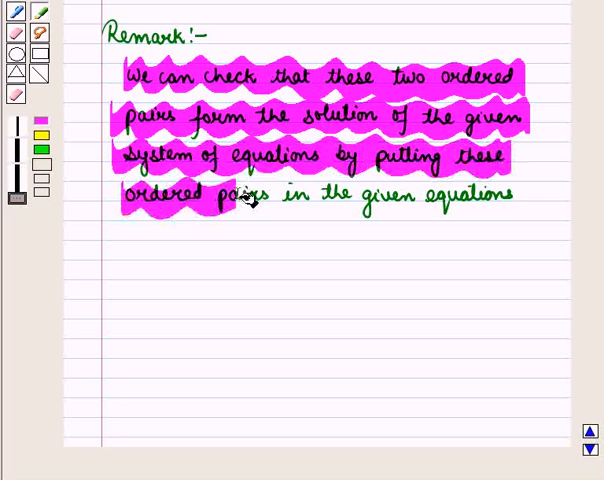 Remark!-
We can check that these two ordered
pairs form the solution of the given
system of equations by putting these
ordered pairs in the given equations